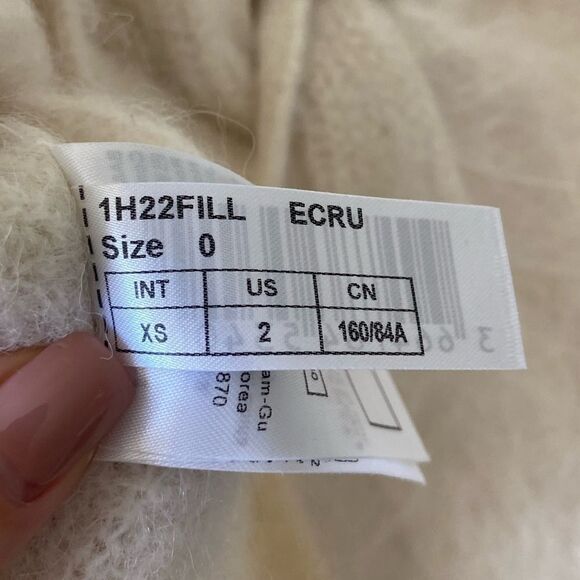 1H22FILL ECRU
Size 0
INT US CN
XS 2 160/84A
am-Gu
orea
870